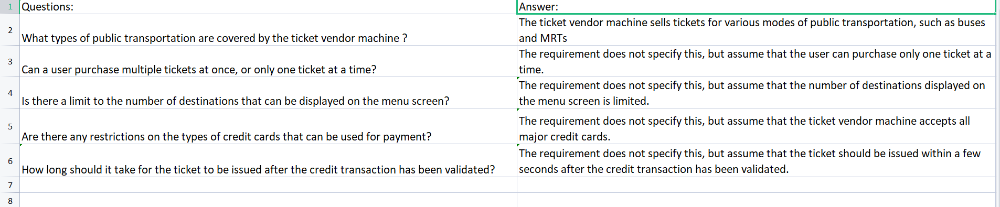 1 Questions: Answer:
2 What types of public transportation are covered by the ticket vendor machine ? The ticket vendor machine sells tickets for various modes of public transportation, such as buses
and MRTs
3 Can a user purchase multiple tickets at once, or only one ticket at a time? The requirement does not specify this, but assume that the user can purchase only one ticket at a
time.
4 Is there a limit to the number of destinations that can be displayed on the menu screen? The requirement does not specify this, but assume that the number of destinations displayed on
the menu screen is limited.
5 Are there any restrictions on the types of credit cards that can be used for payment? The requirement does not specify this, but assume that the ticket vendor machine accepts all
major credit cards.
6 How long should it take for the ticket to be issued after the credit transaction has been validated? The requirement does not specify this, but assume that the ticket should be issued within a few
seconds after the credit transaction has been validated.
7
8